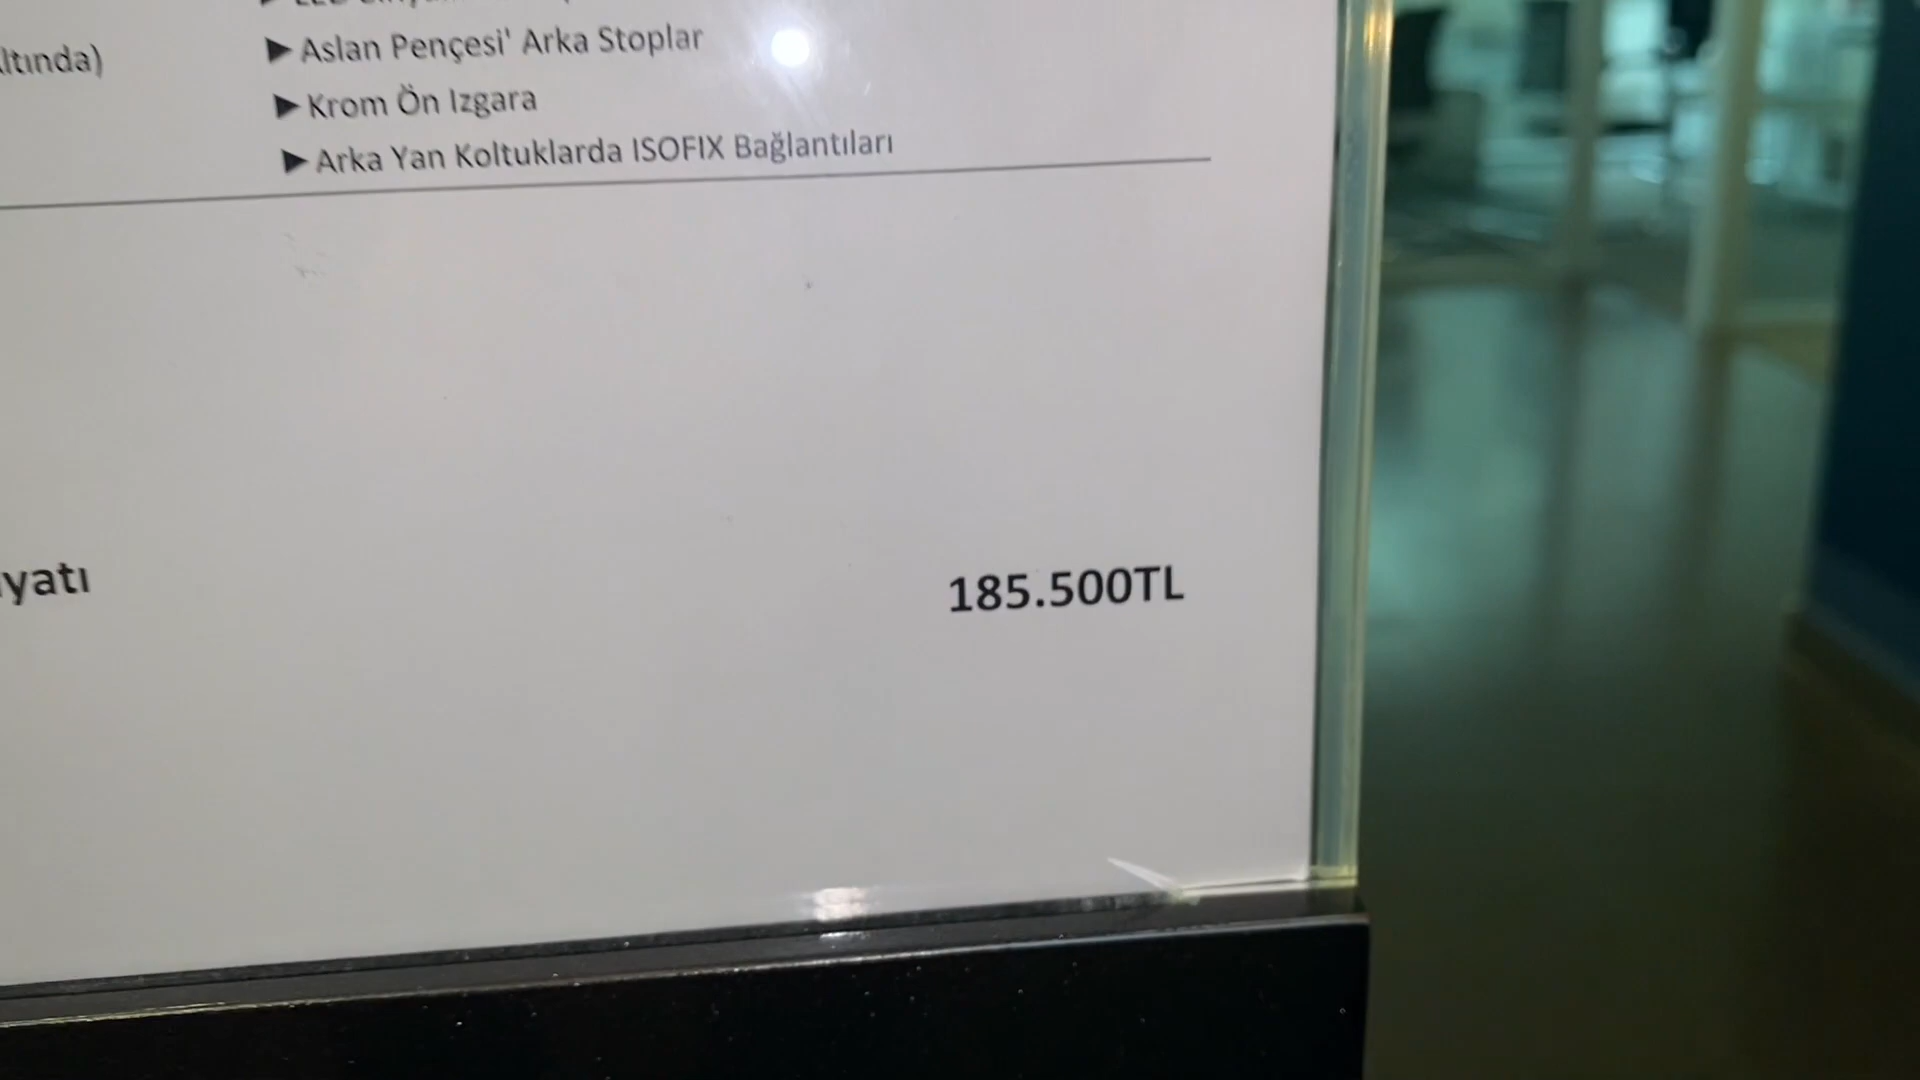 ▶ Aslan Pençesi' Arka Stoplar
ltında)
▶ Krom Ön Izgara
▶ Arka Yan Koltuklarda ISOFIX Bağlantıları
yatı 185.500TL